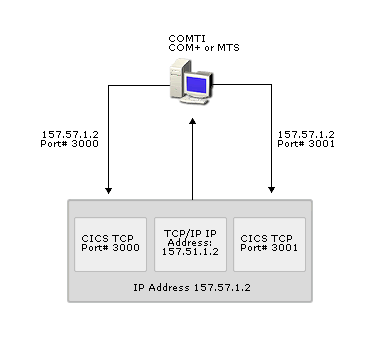 COMTI
COM+ or MTS
157.57.1.2
Port# 3000
157.57.1.2
Port# 3001
CICS TCP
Port# 3000
TCP/IP IP
Address:
157.51.1.2
CICS TCP
Port# 3001
IP Address 157.57.1.2